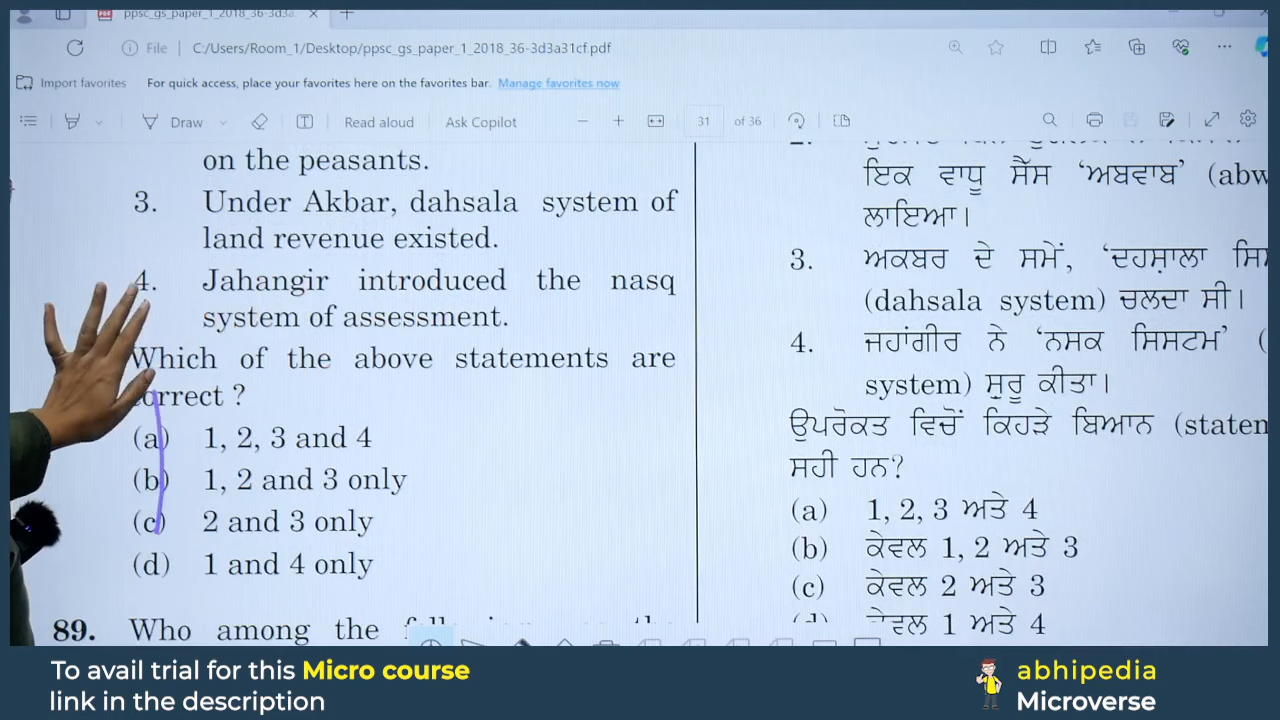 ppsc_gs_paper_1_2018_36-3d3a
File C:/Users/Room_1/Desktop/ppsc_gs_paper_1_2018_36-3d3a31cf.pdf
Import favorites For quick access, place your favorites here on the favorites bar. Manage favorites now
Draw Read aloud Ask Copilot 31 of 36
on the peasants.
3. Under Akbar, dahsala system of
land revenue existed.
4. Jahangir introduced the nasq
system of assessment.
Which of the above statements are
correct ?
(a) 1, 2, 3 and 4
(b) 1, 2 and 3 only
(c) 2 and 3 only
(d) 1 and 4 only
89. Who among the
ਇਕ ਵਾਧੂ ਸੈੱਸ ‘ਅਬਵਾਬ’ (abw
ਲਾਇਆ।
3. ਅਕਬਰ ਦੇ ਸਮੇਂ, ‘ਦਹਸ਼ਾਲਾ ਸਿ
(dahsala system) ਚਲਦਾ ਸੀ।
4. ਜਹਾਂਗੀਰ ਨੇ ‘ਨਸਕ ਸਿਸਟਮ’ (
system) ਸ਼ੁਰੂ ਕੀਤਾ।
ਉਪਰੋਕਤ ਵਿਚੋਂ ਕਿਹੜੇ ਬਿਆਨ (statem
ਸਹੀ ਹਨ?
(a) 1, 2, 3 ਅਤੇ 4
(b) ਕੇਵਲ 1, 2 ਅਤੇ 3
(c) ਕੇਵਲ 2 ਅਤੇ 3
(d) ਕੇਵਲ 1 ਅਤੇ 4
To avail trial for this Micro course
link in the description
abhipedia
Microverse